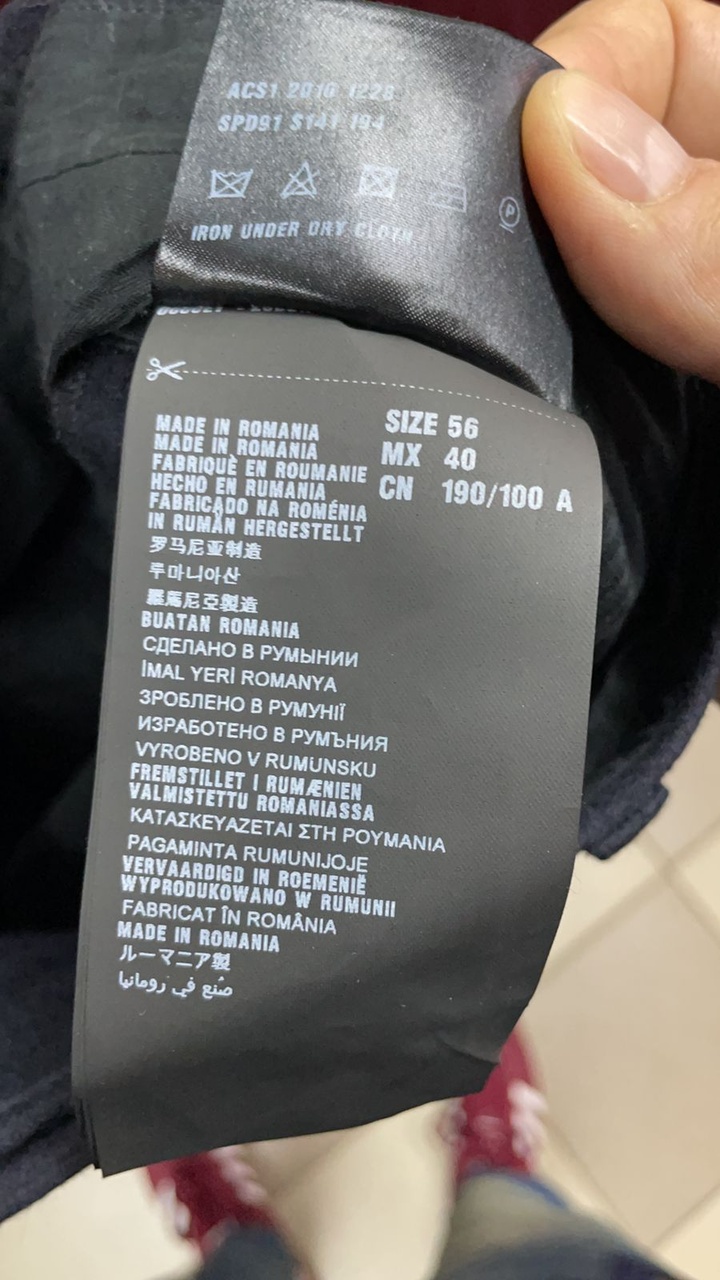 ACS1 2010 1228
SPD91 S141 194
P
IRON UNDER DRY CLOTH
MADE IN ROMANIA
MADE IN ROMANIA
FABRIQUÈ EN ROUMANIE
HECHO EN RUMANIA
FABRICADO NA ROMÉNIA
IN RUMÄN HERGESTELLT
罗马尼亚制造
루마니아산
羅馬尼亞製造
BUATAN ROMANIA
СДЕЛАНО В РУМЫНИИ
İMAL YERİ ROMANYA
ЗРОБЛЕНО В РУМУНІЇ
ИЗРАБОТЕНО В РУМЪНИЯ
VYROBENO V RUMUNSKU
FREMSTILLET I RUMÆNIEN
VALMISTETTU ROMANIASSA
ΚΑΤΑΣΚΕΥΑΖΕΤΑΙ ΣΤΗ ΡΟΥΜΑΝΙΑ
PAGAMINTA RUMUNIJOJE
VERVAARDIGD IN ROEMENIË
WYPRODUKOWANO W RUMUNII
FABRICAT ÎN ROMÂNIA
MADE IN ROMANIA
ルーマニア製
صُنع في رومانيا
SIZE 56
MX 40
CN 190/100 A